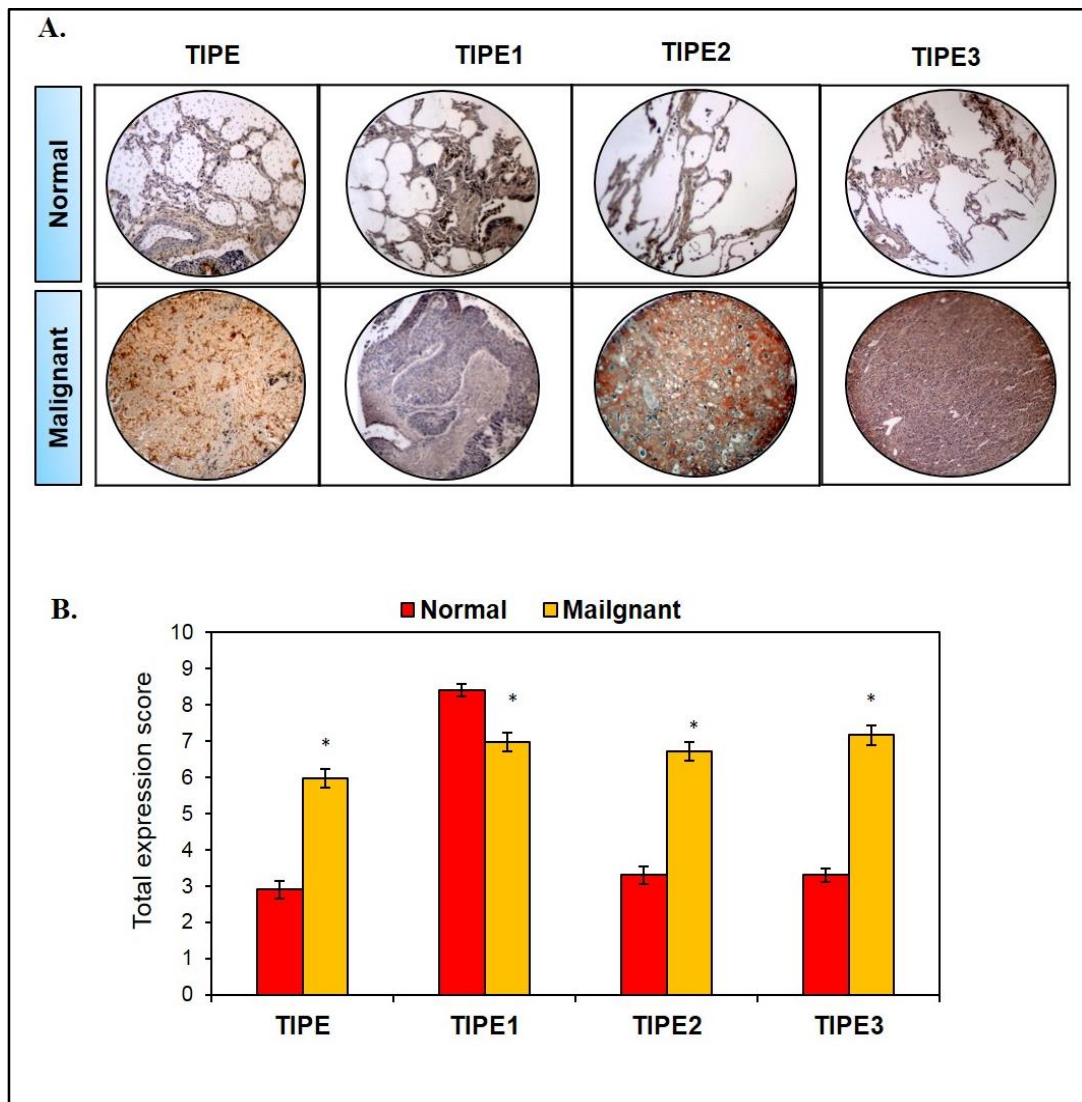 A.
TIPE TIPE1 TIPE2 TIPE3
Normal
Malignant
B.
Normal Mailgnant
Total expression score
10
9
8
7
6
5
4
3
2
1
0
* * * *
TIPE TIPE1 TIPE2 TIPE3